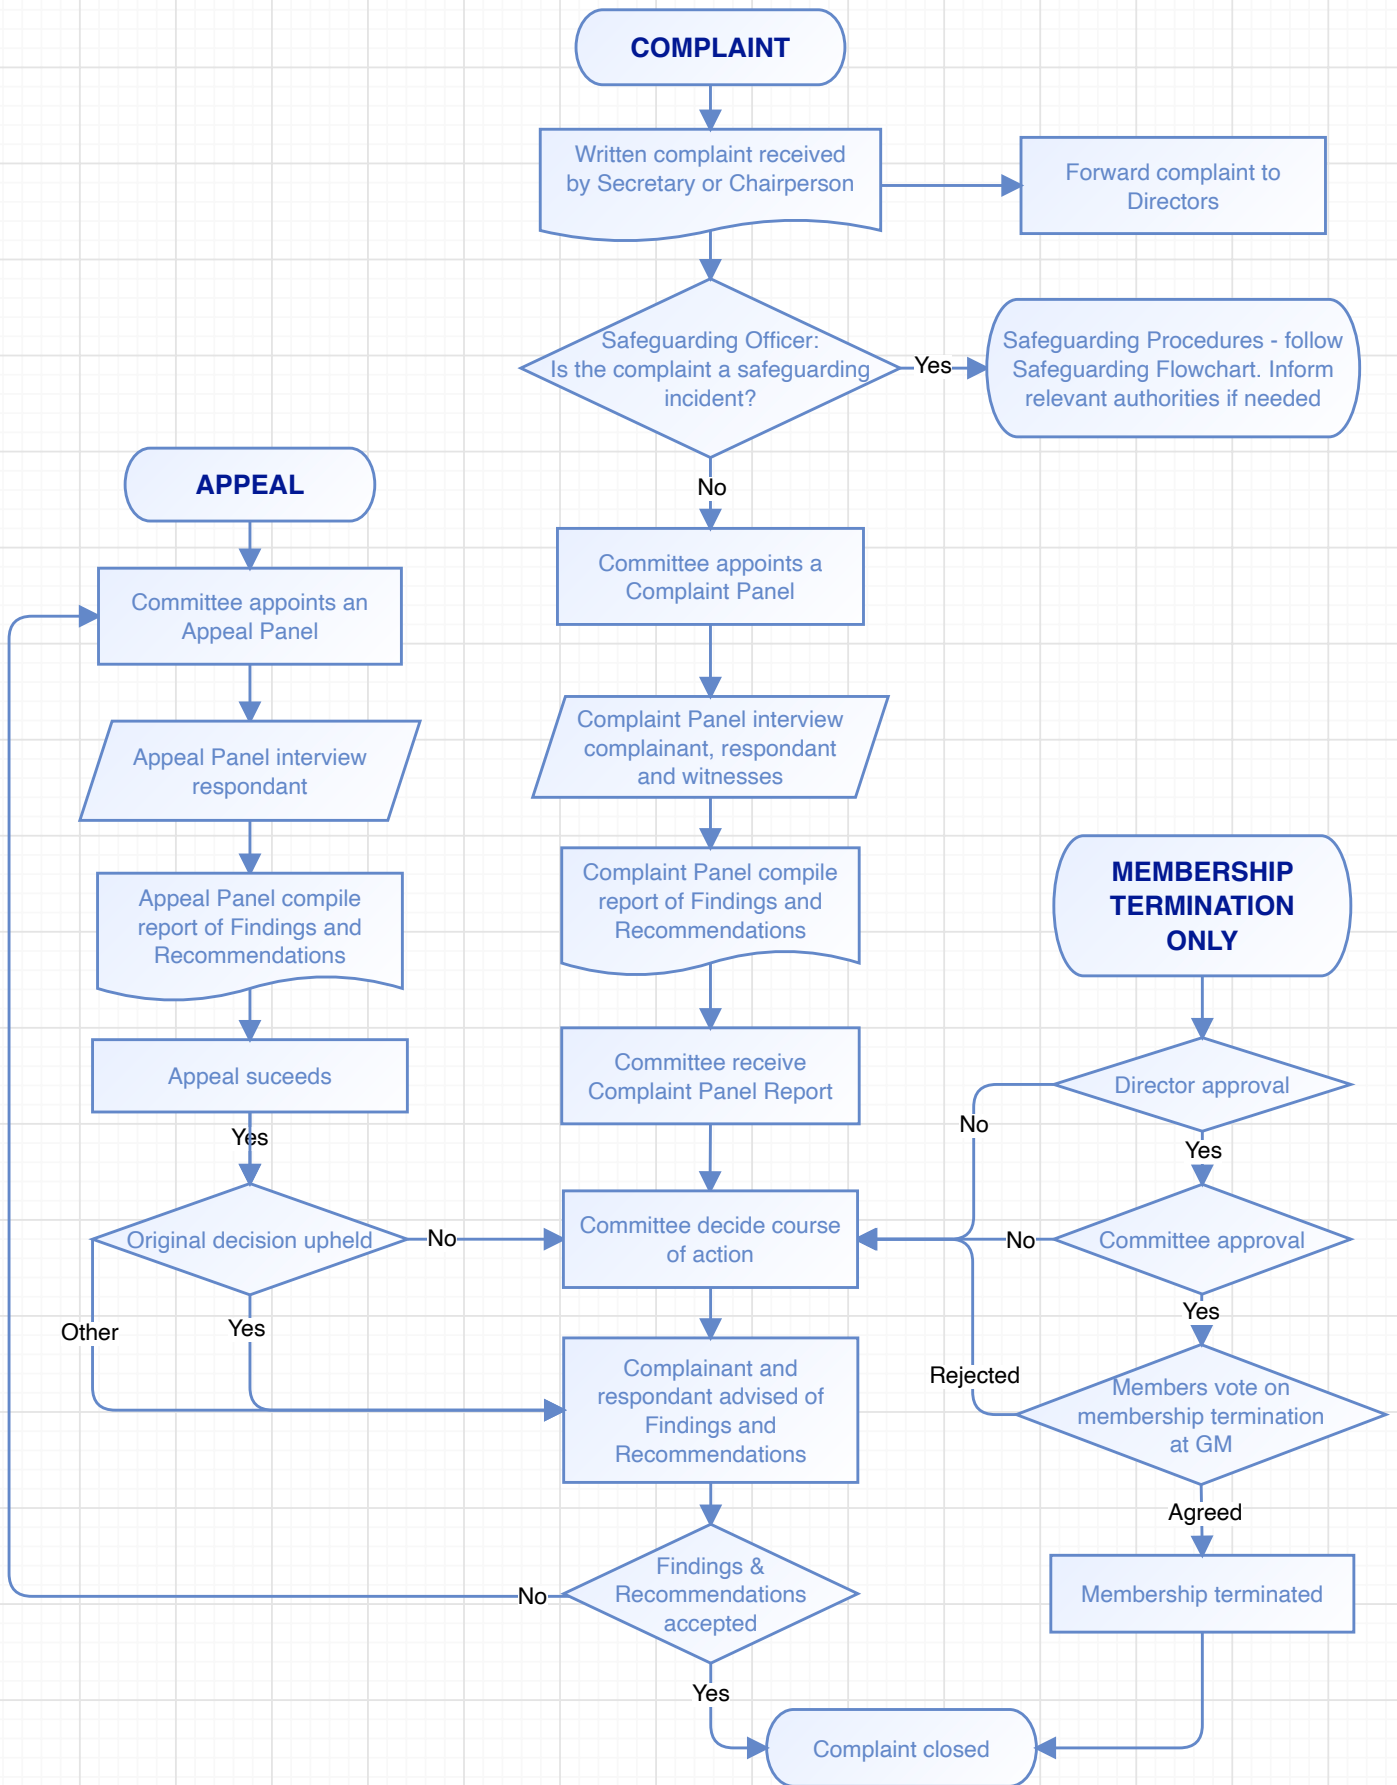 COMPLAINT
Written complaint received
by Secretary or Chairperson
Forward complaint to
Directors
Safeguarding Officer:
Is the complaint a safeguarding
incident?
Yes
Safeguarding Procedures - follow
Safeguarding Flowchart. Inform
relevant authorities if needed
No
Committee appoints a
Complaint Panel
Complaint Panel interview
complainant, respondant
and witnesses
Complaint Panel compile
report of Findings and
Recommendations
Committee receive
Complaint Panel Report
Committee decide course
of action
Complainant and
respondant advised of
Findings and
Recommendations
Findings &
Recommendations
accepted
No
Yes
Complaint closed
APPEAL
Committee appoints an
Appeal Panel
Appeal Panel interview
respondant
Appeal Panel compile
report of Findings and
Recommendations
Appeal suceeds
Yes
Original decision upheld
No
Other
Yes
MEMBERSHIP
TERMINATION
ONLY
Director approval
No
Yes
Committee approval
No
Yes
Members vote on
membership termination
at GM
Rejected
Agreed
Membership terminated